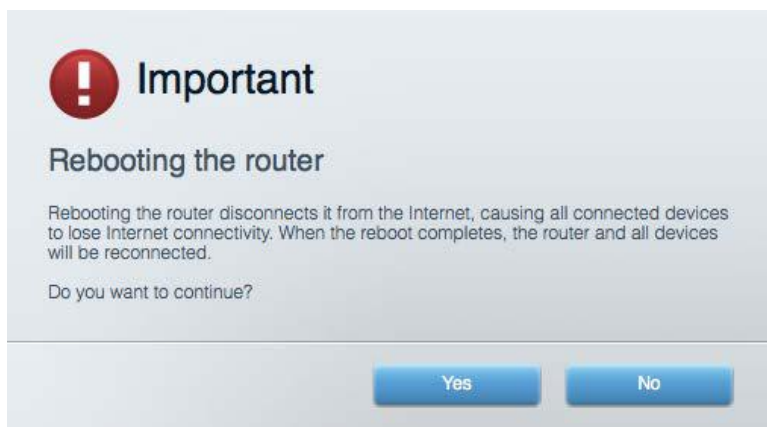 Important
Rebooting the router
Rebooting the router disconnects it from the Internet, causing all connected devices
to lose Internet connectivity. When the reboot completes, the router and all devices
will be reconnected.
Do you want to continue?
Yes
No